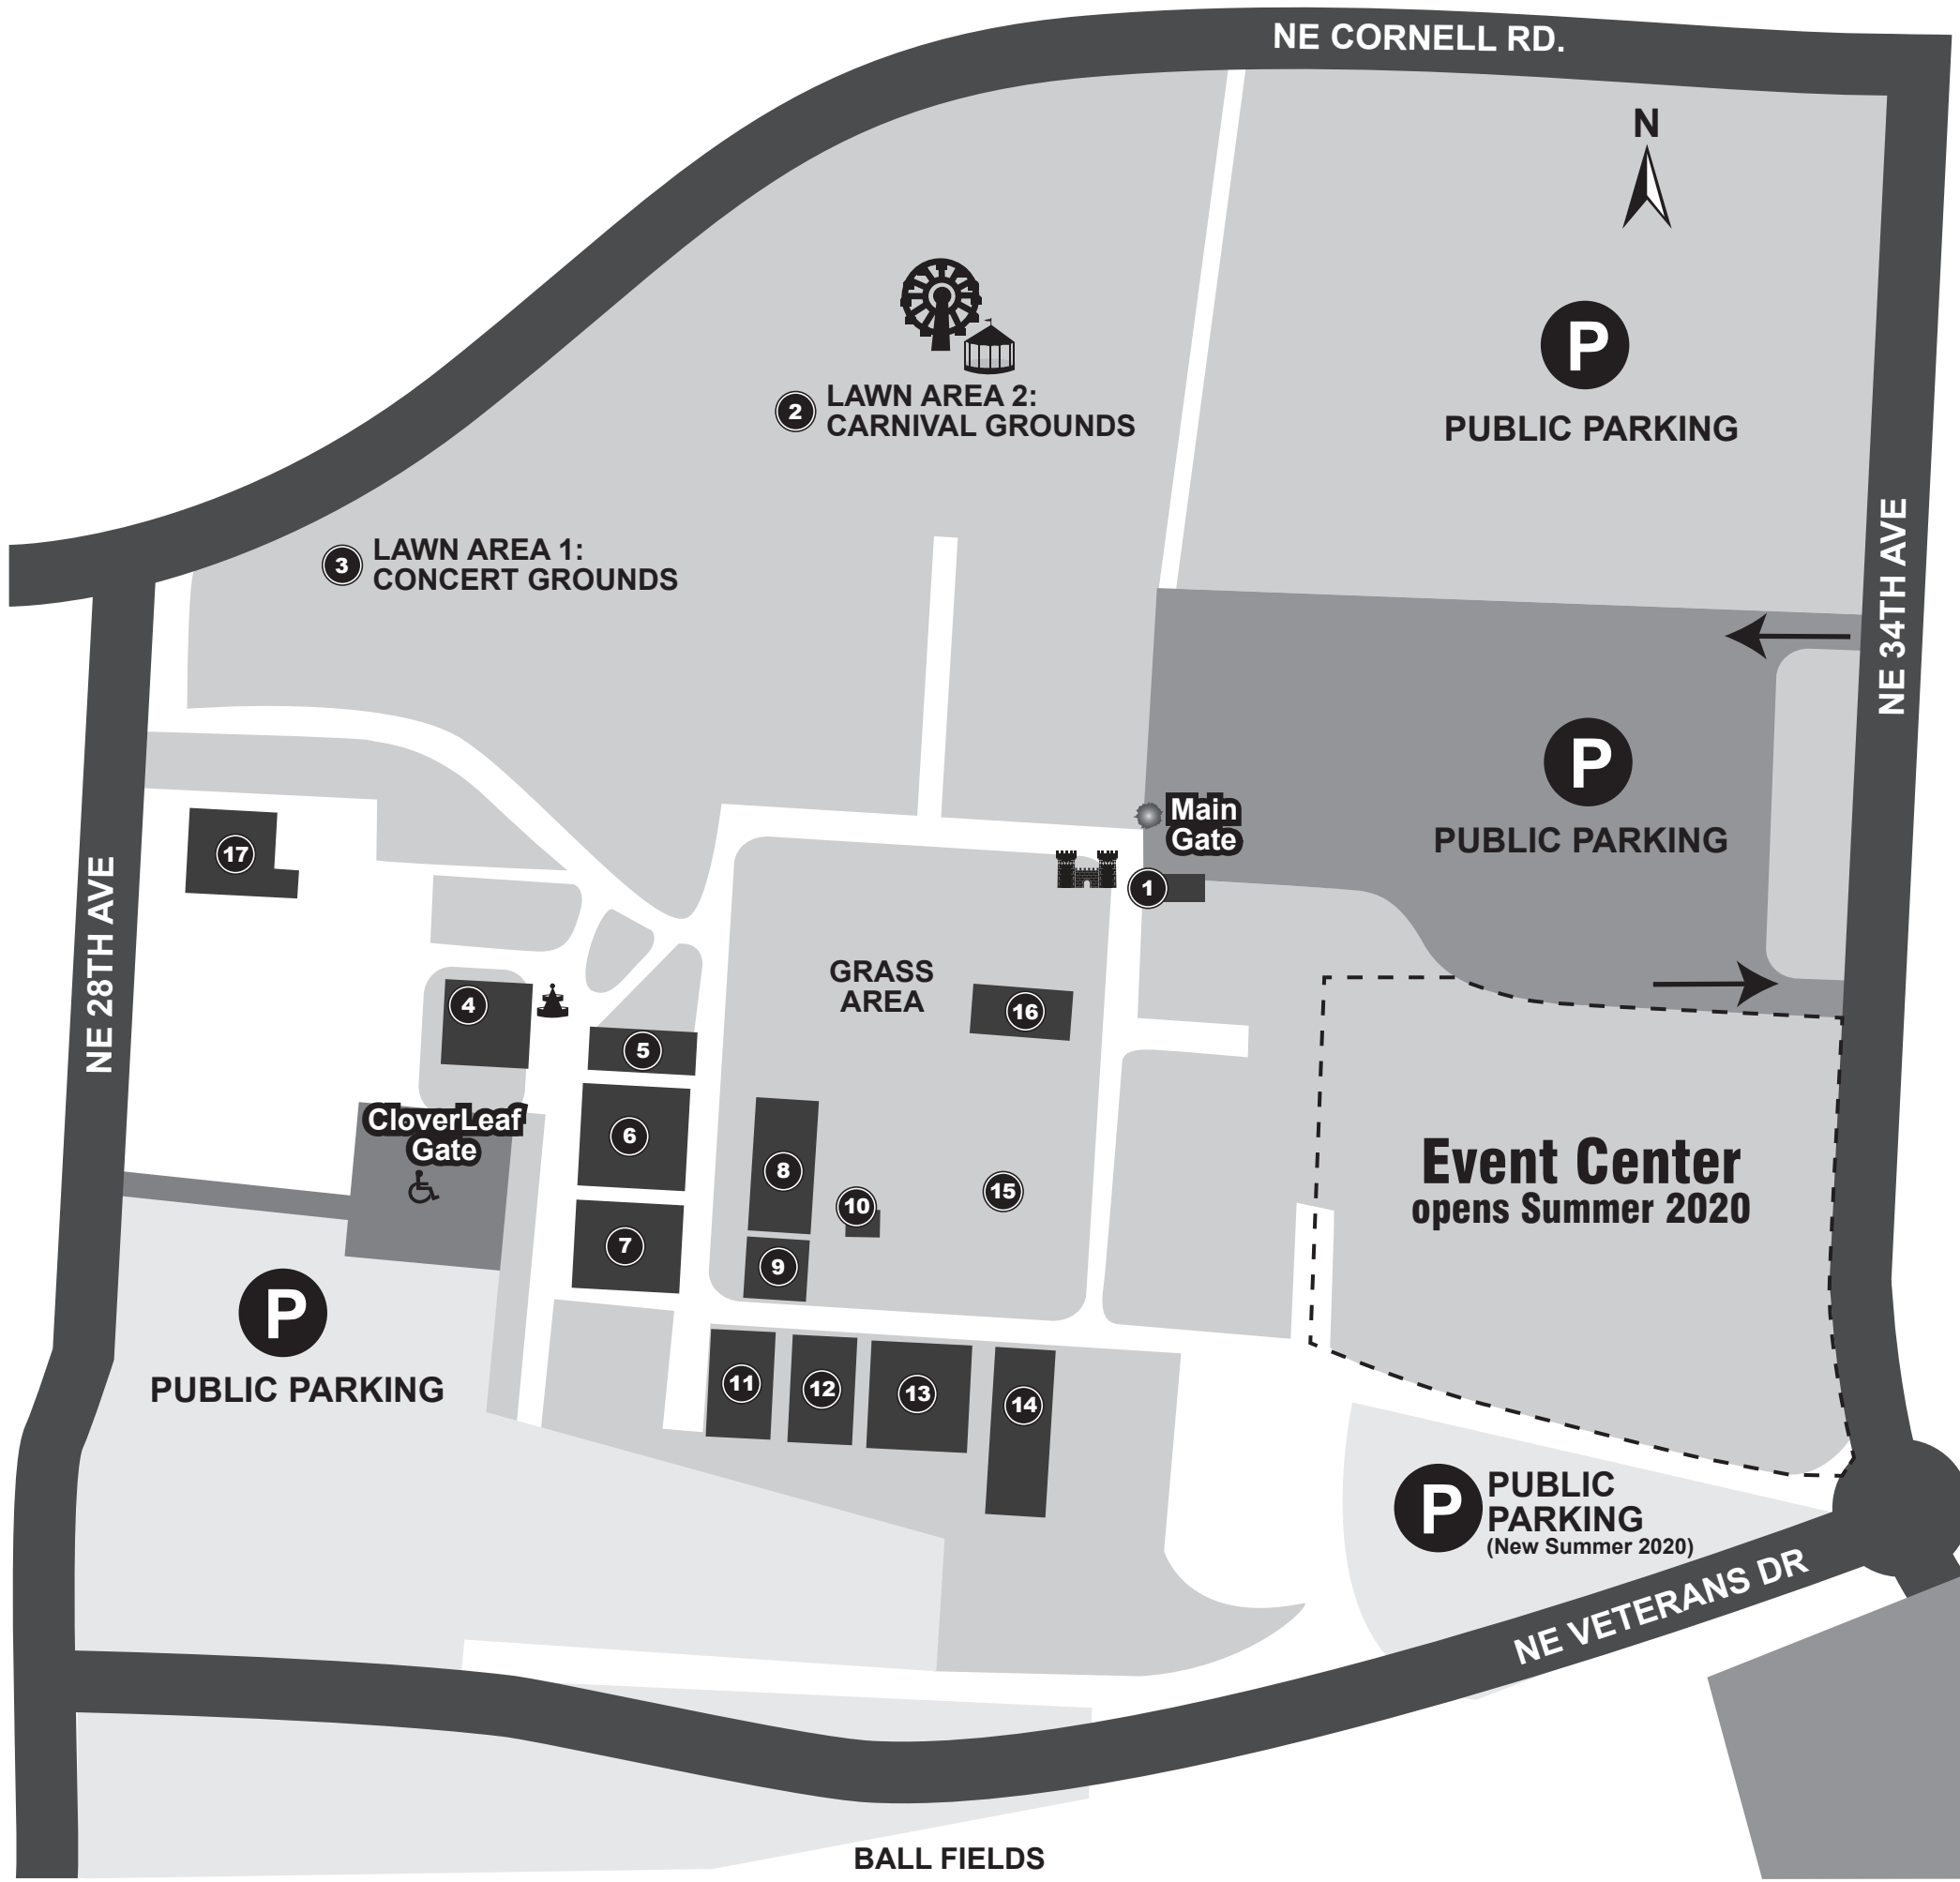 NE CORNELL RD.
N
P
PUBLIC PARKING
2
LAWN AREA 2:
CARNIVAL GROUNDS
3
LAWN AREA 1:
CONCERT GROUNDS
NE 34TH AVE
P
PUBLIC PARKING
Main
Gate
1
17
NE 28TH AVE
GRASS
AREA
4
16
5
CloverLeaf
Gate
6
8
15
10
7
9
Event Center
opens Summer 2020
P
PUBLIC PARKING
11
12
13
14
P
PUBLIC
PARKING
(New Summer 2020)
NE VETERANS DR
BALL FIELDS